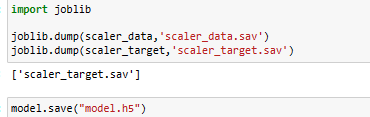 import joblib
joblib.dump(scaler_data,'scaler_data.sav')
joblib.dump(scaler_target,'scaler_target.sav')
['scaler_target.sav']
model.save("model.h5")